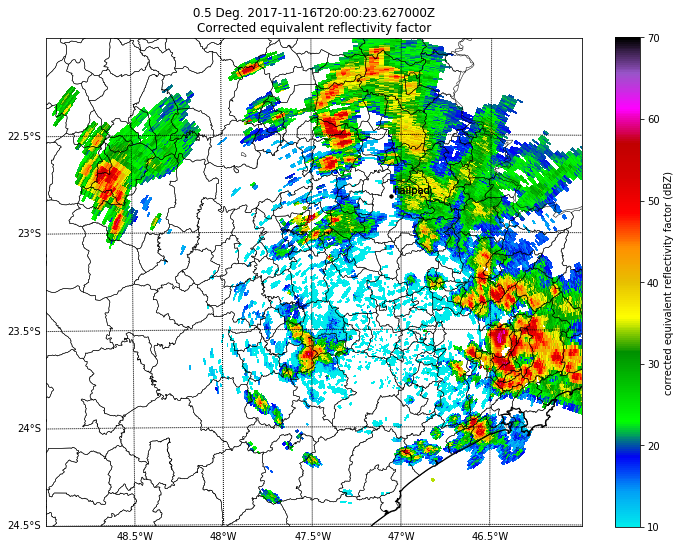 0.5 Deg. 2017-11-16T20:00:23.627000Z
Corrected equivalent reflectivity factor
22.5°S
23°S
23.5°S
24°S
24.5°S
48.5°W
48°W
47.5°W
47°W
46.5°W
70
60
50
40
30
20
10
corrected equivalent reflectivity factor (dBZ)